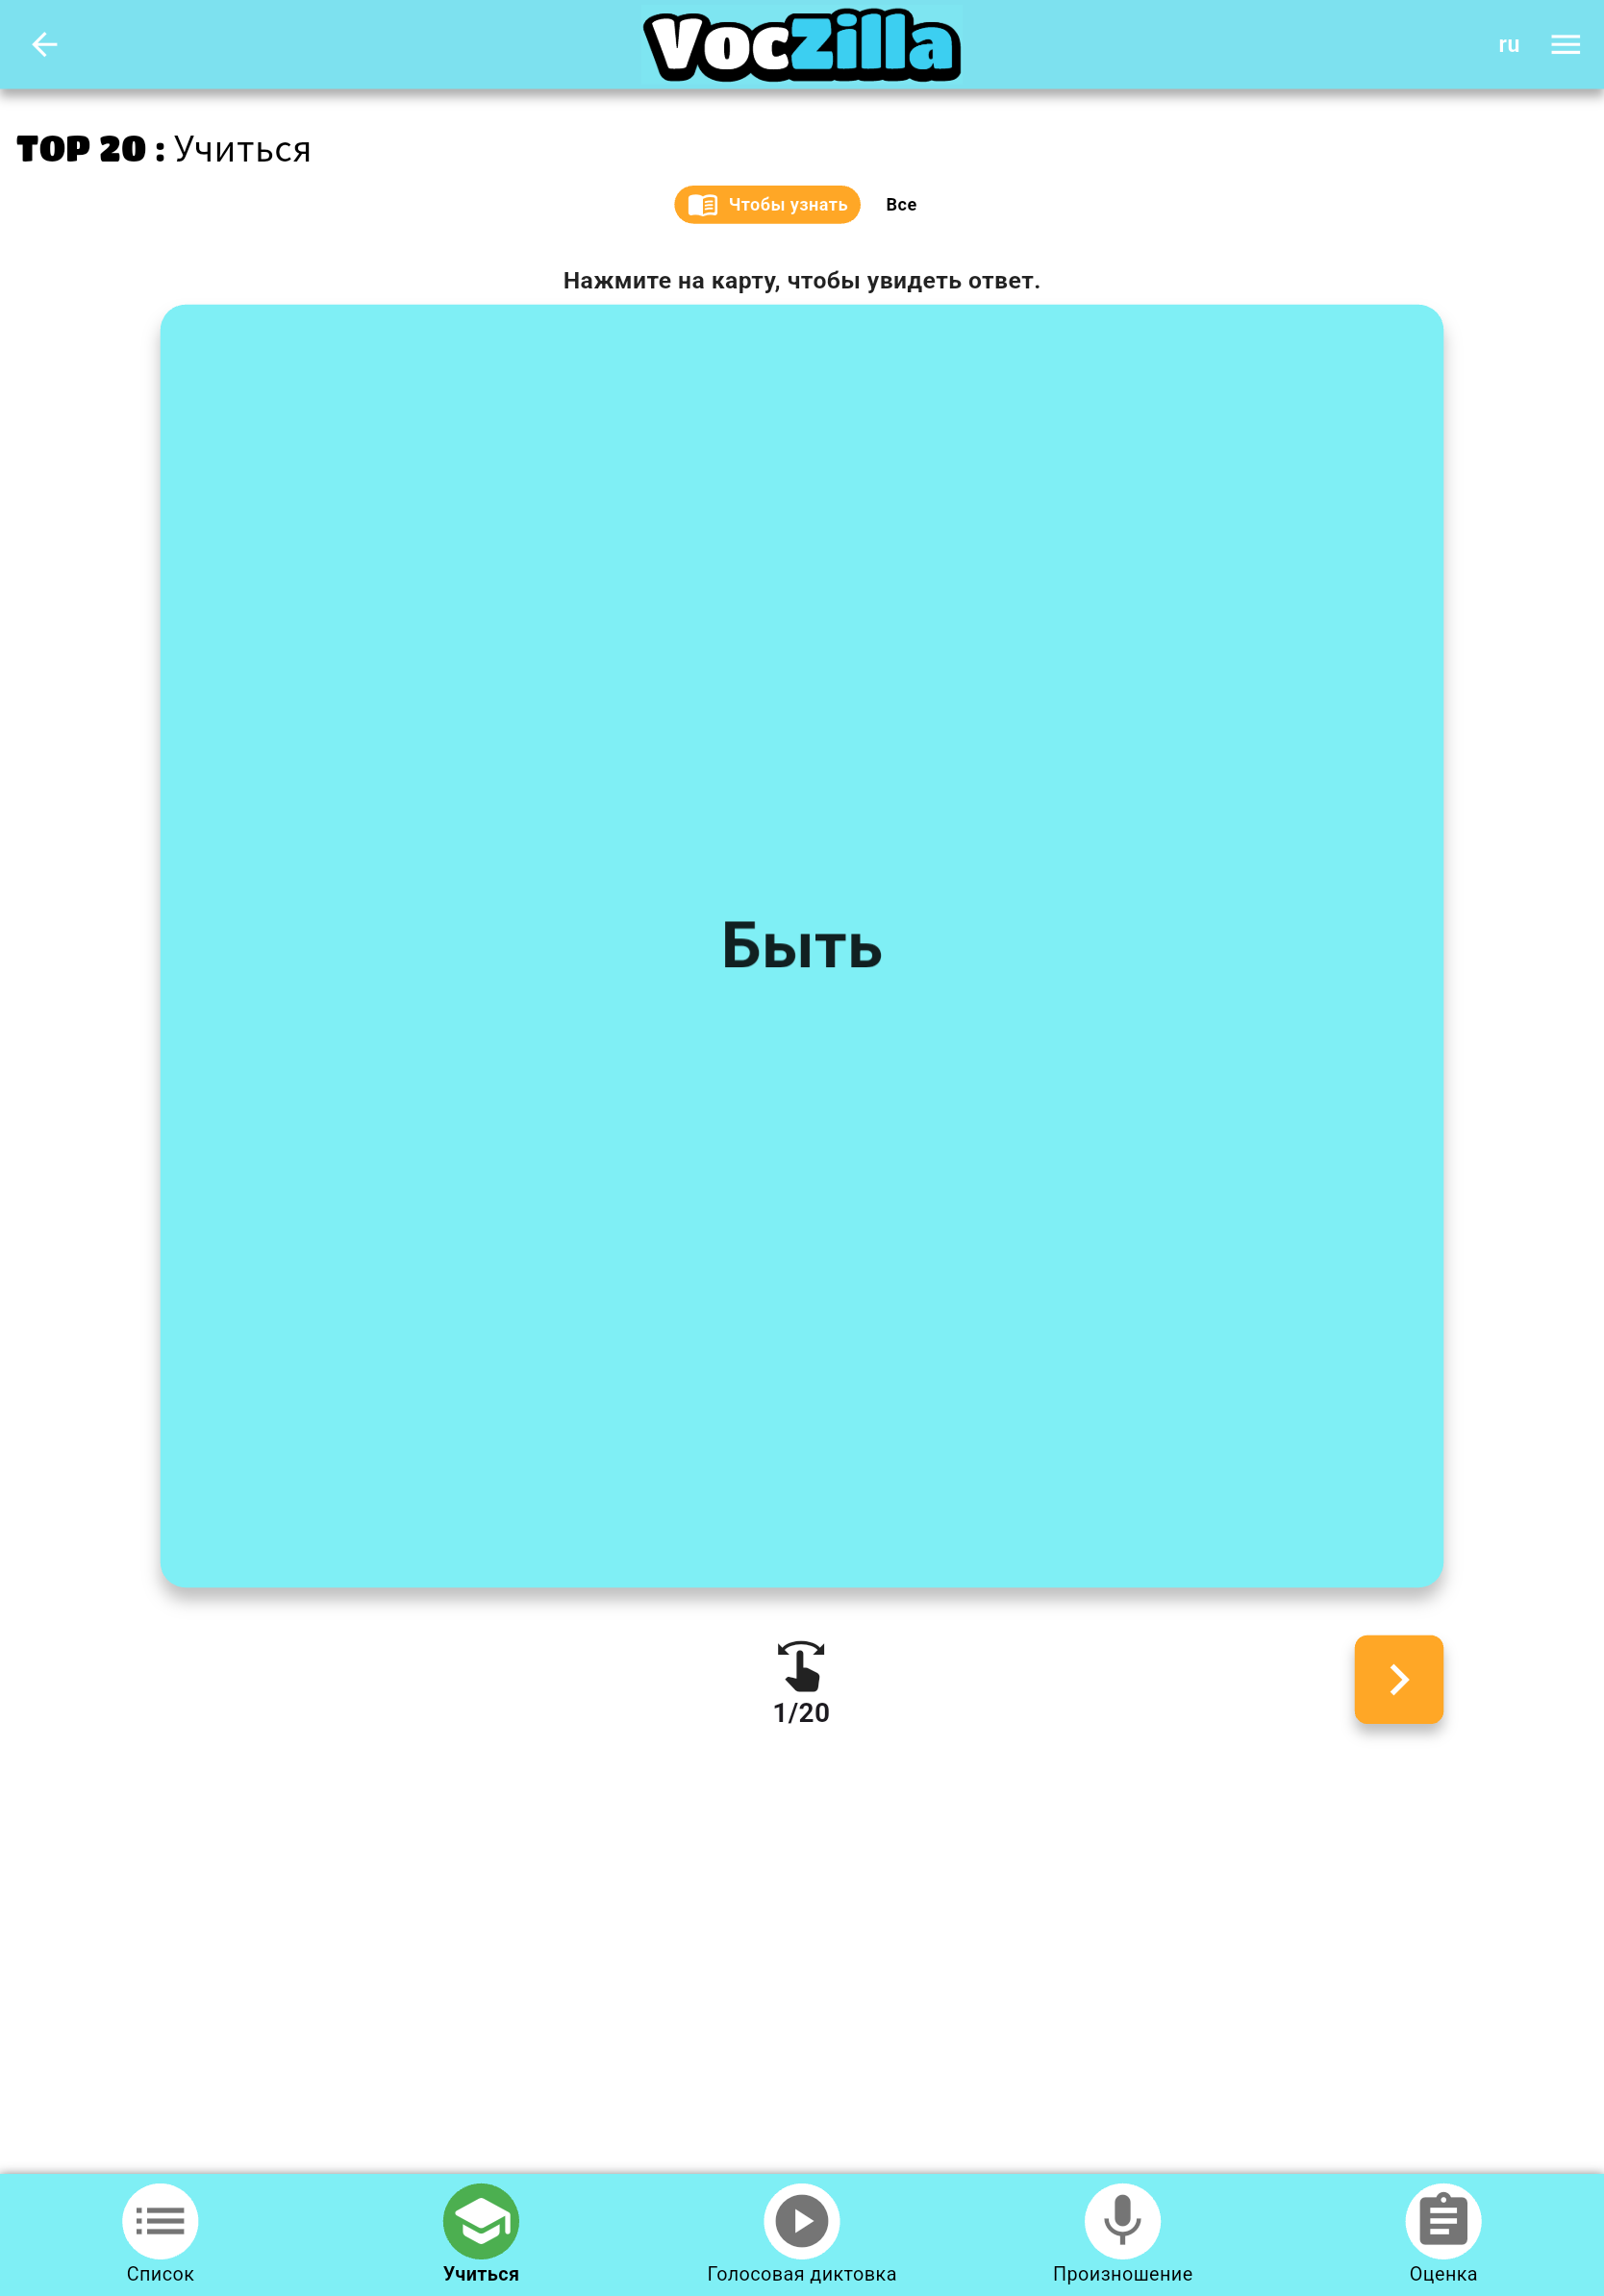 VocZilla
ru
TOP 20 : Учиться
Чтобы узнать Все
Нажмите на карту, чтобы увидеть ответ.
Быть
1/20
Список Учиться Голосовая диктовка Произношение Оценка